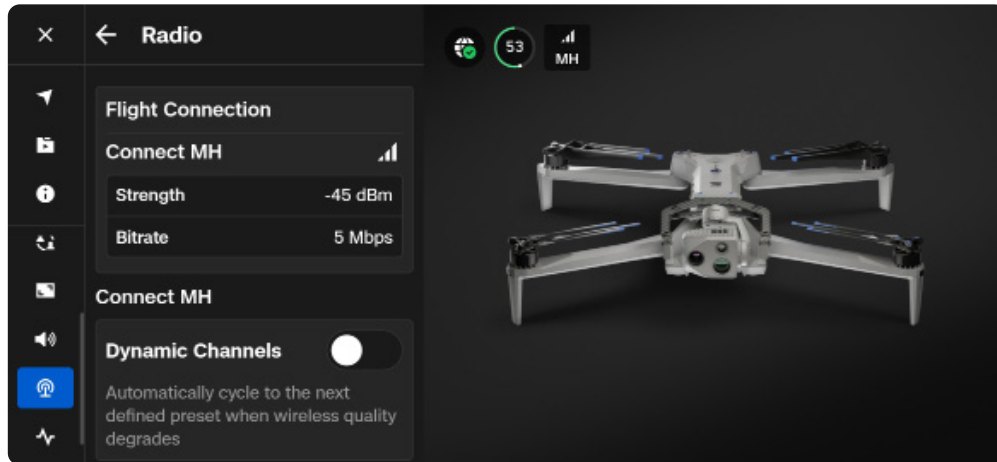 Radio
53
MH
Flight Connection
Connect MH
Strength -45 dBm
Bitrate 5 Mbps
Connect MH
Dynamic Channels
Automatically cycle to the next
defined preset when wireless quality
degrades